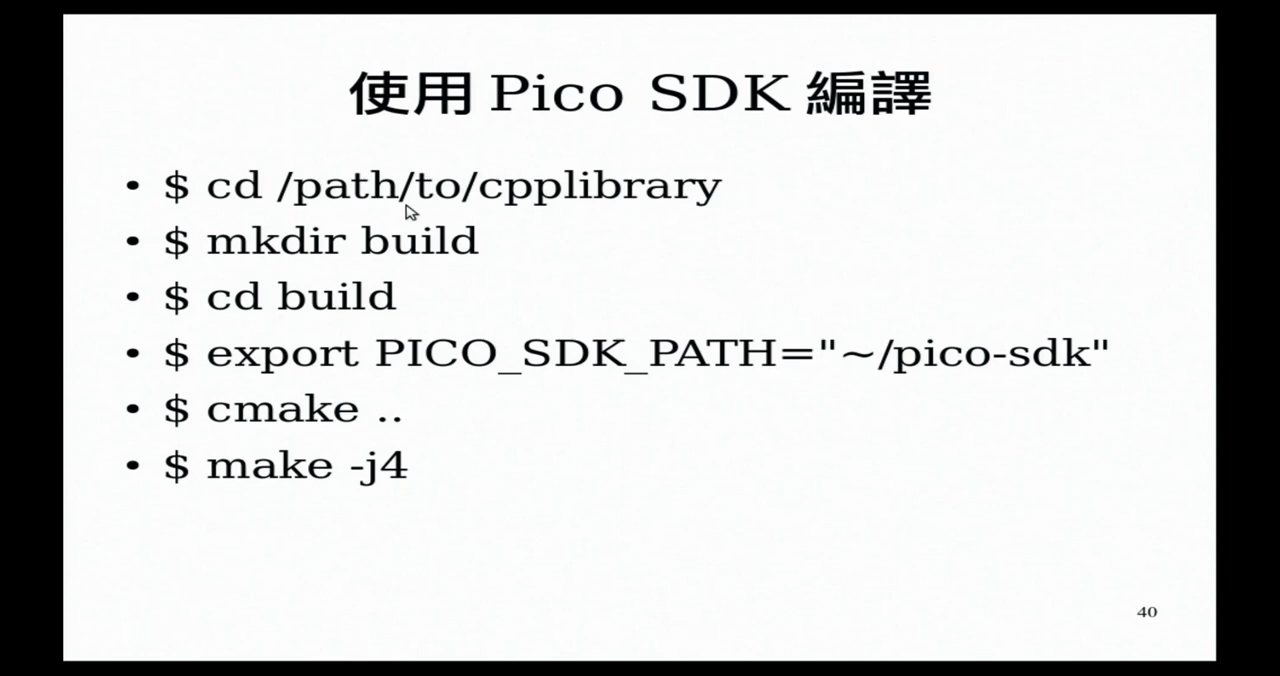 使用 Pico SDK 編譯
• $ cd /path/to/cpplibrary
• $ mkdir build
• $ cd build
• $ export PICO_SDK_PATH="~/pico-sdk"
• $ cmake ..
• $ make -j4
40